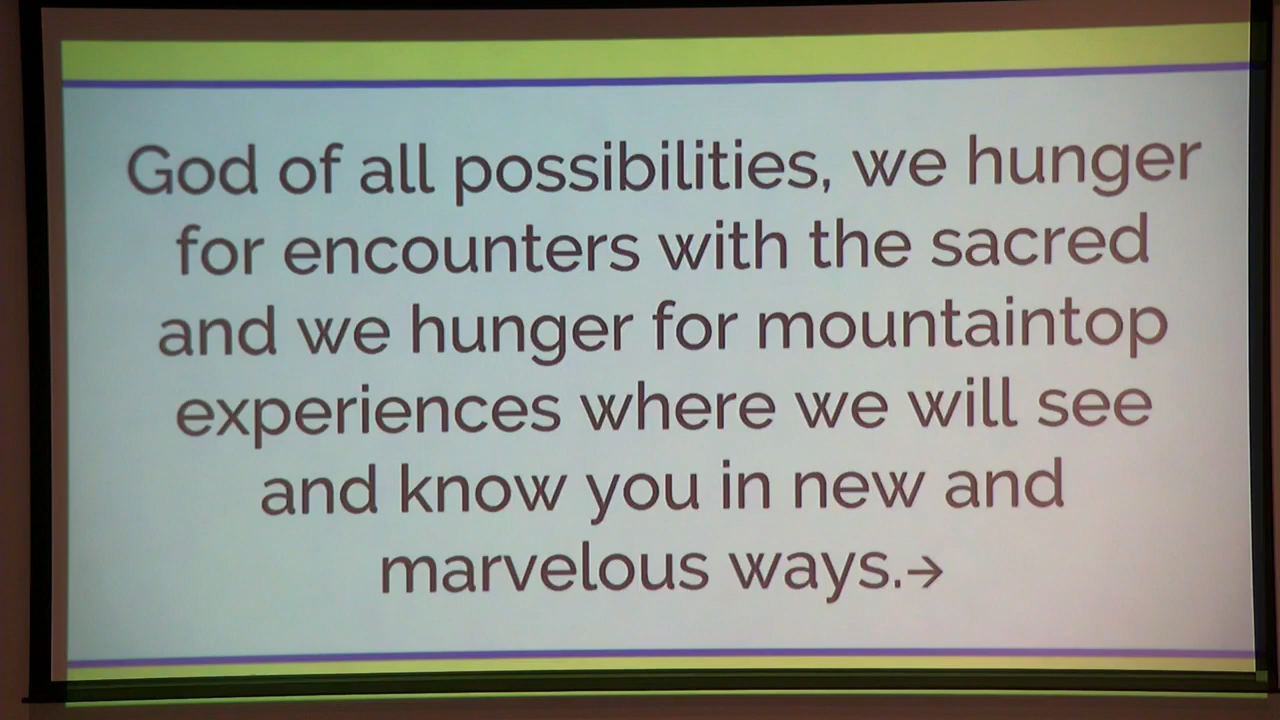 God of all possibilities, we hunger
for encounters with the sacred
and we hunger for mountaintop
experiences where we will see
and know you in new and
marvelous ways.→